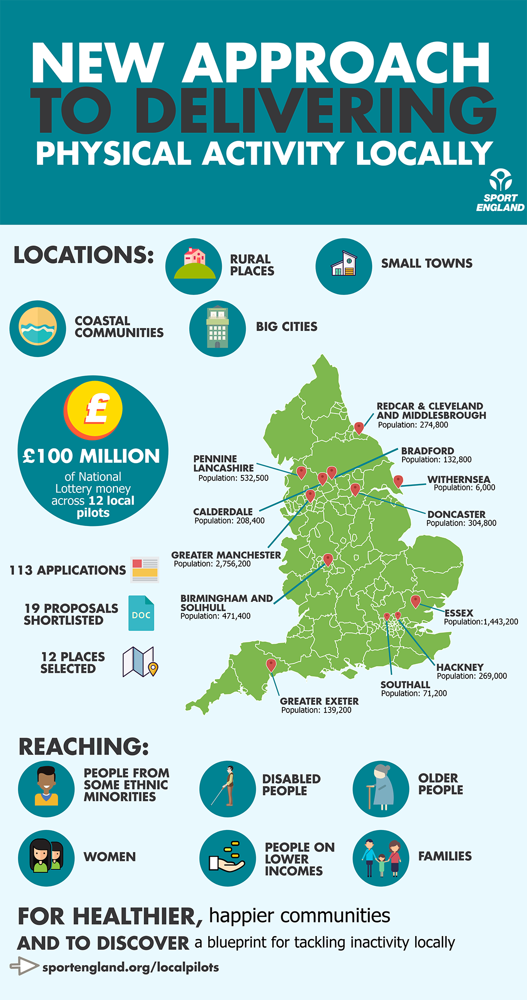 NEW APPROACH
TO DELIVERING
PHYSICAL ACTIVITY LOCALLY
SPORT
ENGLAND
LOCATIONS:
RURAL
PLACES
SMALL TOWNS
COASTAL
COMMUNITIES
BIG CITIES
£
£100 MILLION
of National
Lottery money
across 12 local
pilots
REDCAR & CLEVELAND
AND MIDDLESBROUGH
Population: 274,800
BRADFORD
Population: 132,800
PENNINE
LANCASHIRE
Population: 532,500
WITHERNSEA
Population: 6,000
CALDERDALE
Population: 208,400
DONCASTER
Population: 304,800
GREATER MANCHESTER
Population: 2,756,200
113 APPLICATIONS
BIRMINGHAM AND
SOLIHULL
Population: 471,400
19 PROPOSALS
SHORTLISTED
DOC
ESSEX
Population:1,443,200
12 PLACES
SELECTED
HACKNEY
Population: 269,000
SOUTHALL
Population: 71,200
GREATER EXETER
Population: 139,200
REACHING:
PEOPLE FROM
SOME ETHNIC
MINORITIES
DISABLED
PEOPLE
OLDER
PEOPLE
WOMEN
PEOPLE ON
LOWER
INCOMES
FAMILIES
FOR HEALTHIER, happier communities
AND TO DISCOVER a blueprint for tackling inactivity locally
sportengland.org/localpilots